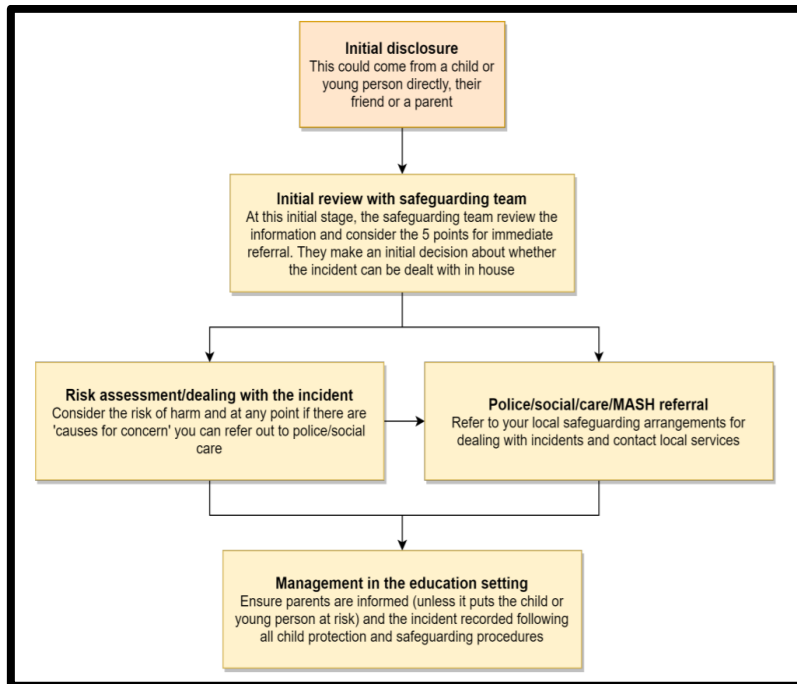 Initial disclosure
This could come from a child or
young person directly, their
friend or a parent
Initial review with safeguarding team
At this initial stage, the safeguarding team review the
information and consider the 5 points for immediate
referral. They make an initial decision about whether
the incident can be dealt with in house
Risk assessment/dealing with the incident
Consider the risk of harm and at any point if there are
'causes for concern' you can refer out to police/social
care
Police/social/care/MASH referral
Refer to your local safeguarding arrangements for
dealing with incidents and contact local services
Management in the education setting
Ensure parents are informed (unless it puts the child or
young person at risk) and the incident recorded following
all child protection and safeguarding procedures